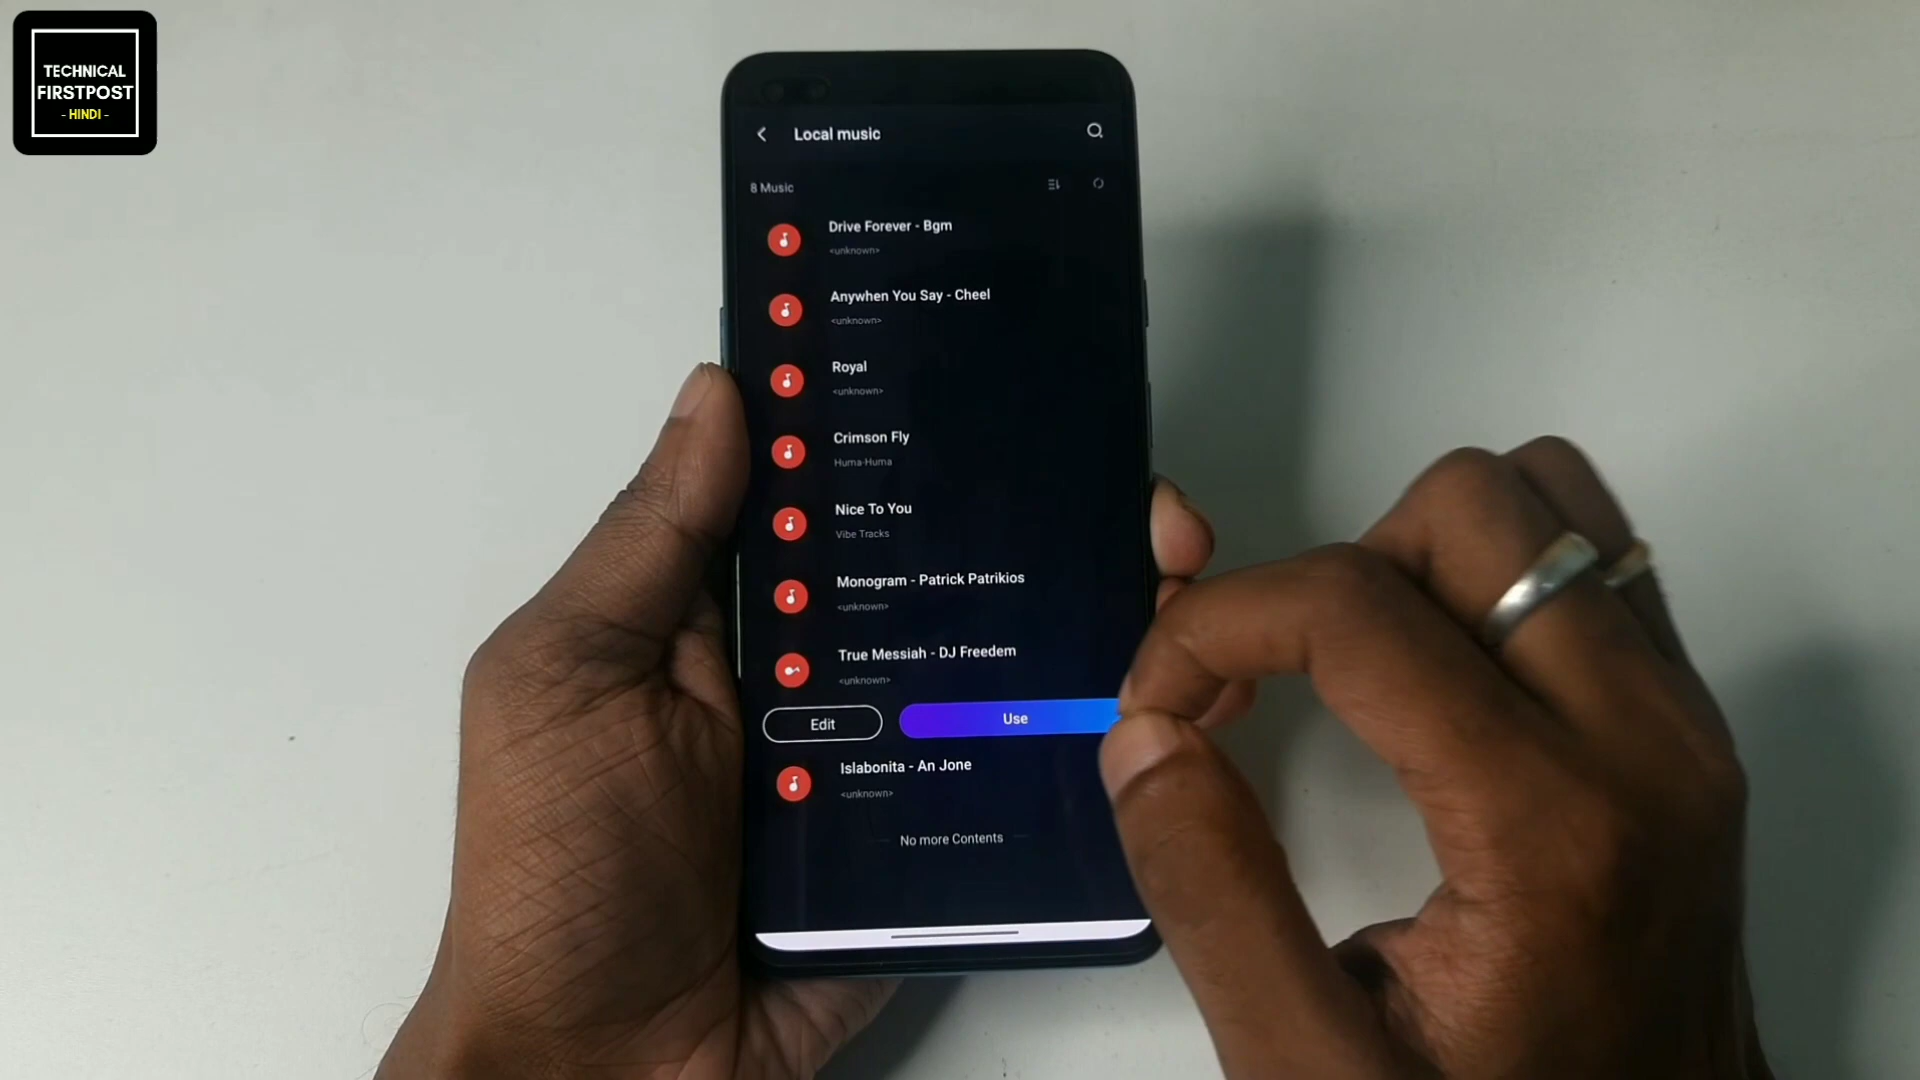 TECHNICAL
FIRSTPOST
- HINDI -
Local music
8 Music
Drive Forever - Bgm
<unknown>
Anywhen You Say - Cheel
<unknown>
Royal
<unknown>
Crimson Fly
Huma-Huma
Nice To You
Vibe Tracks
Monogram - Patrick Patrikios
<unknown>
True Messiah - DJ Freedem
<unknown>
Edit
Use
Islabonita - An Jone
<unknown>
No more Contents